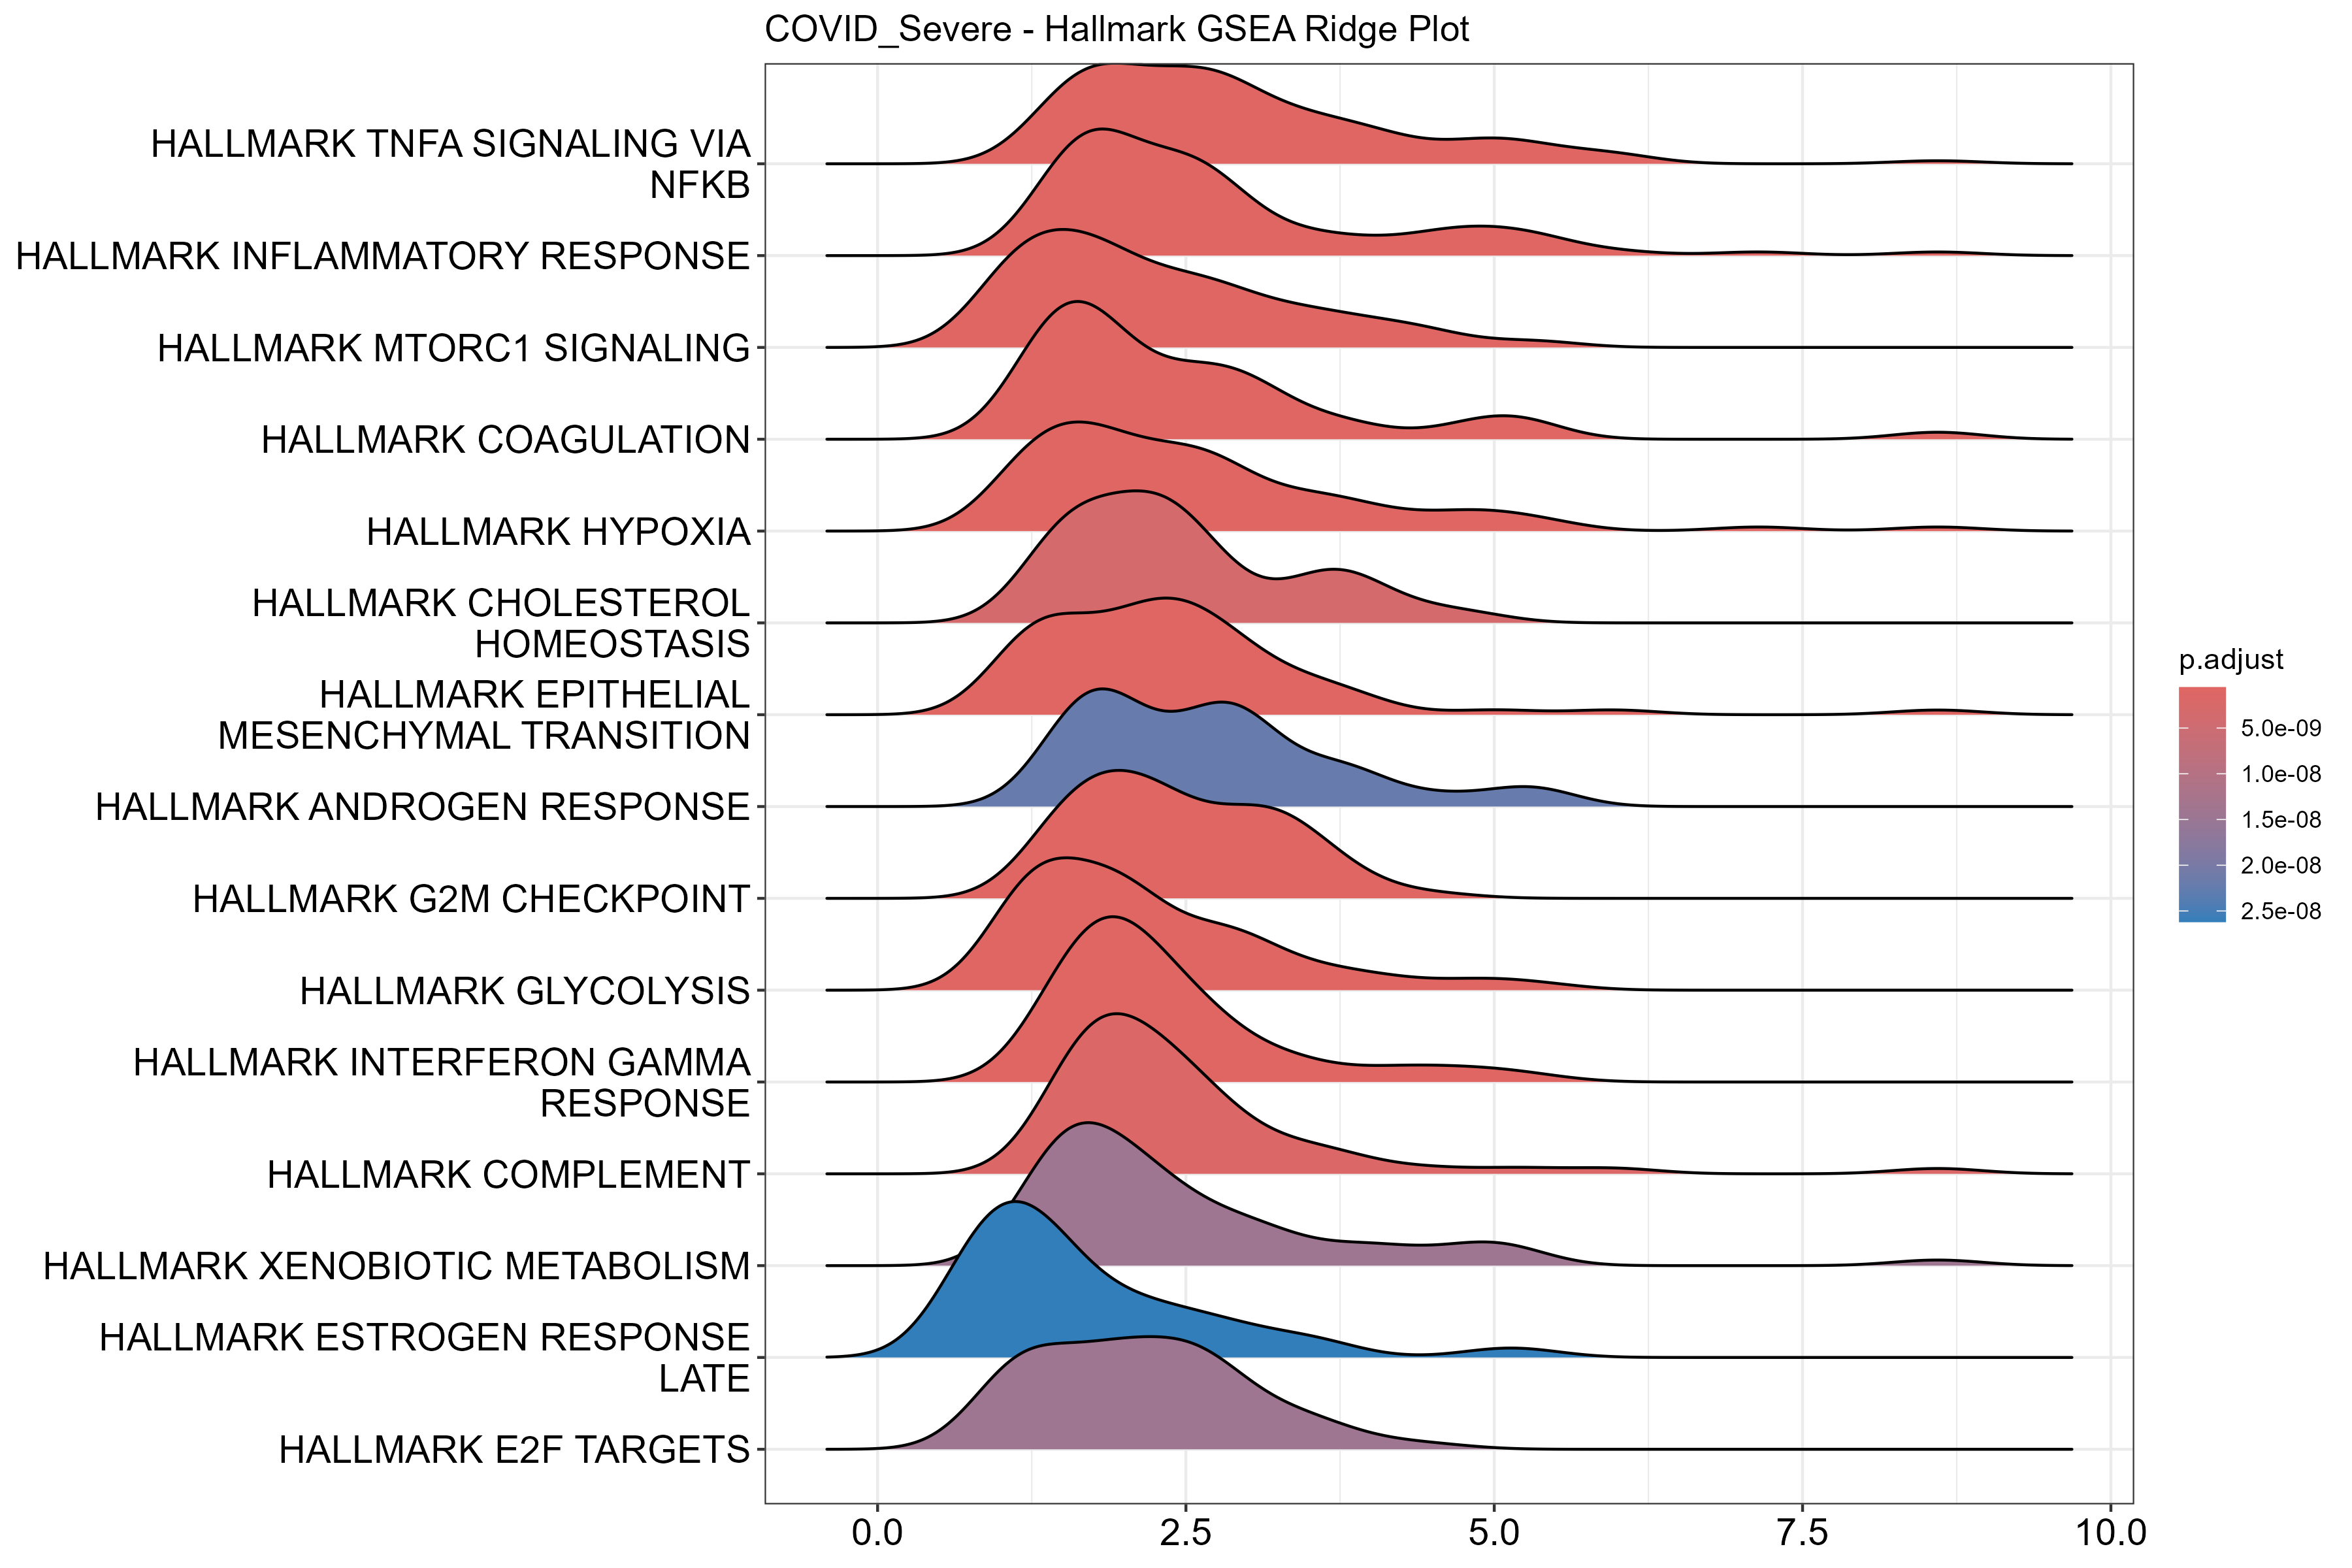 COVID_Severe - Hallmark GSEA Ridge Plot
HALLMARK TNFA SIGNALING VIA
NFKB
HALLMARK INFLAMMATORY RESPONSE
HALLMARK MTORC1 SIGNALING
HALLMARK COAGULATION
HALLMARK HYPOXIA
HALLMARK CHOLESTEROL
HOMEOSTASIS
HALLMARK EPITHELIAL
MESENCHYMAL TRANSITION
HALLMARK ANDROGEN RESPONSE
HALLMARK G2M CHECKPOINT
HALLMARK GLYCOLYSIS
HALLMARK INTERFERON GAMMA
RESPONSE
HALLMARK COMPLEMENT
HALLMARK XENOBIOTIC METABOLISM
HALLMARK ESTROGEN RESPONSE
LATE
HALLMARK E2F TARGETS
0.0 2.5 5.0 7.5 10.0
p.adjust
5.0e-09
1.0e-08
1.5e-08
2.0e-08
2.5e-08